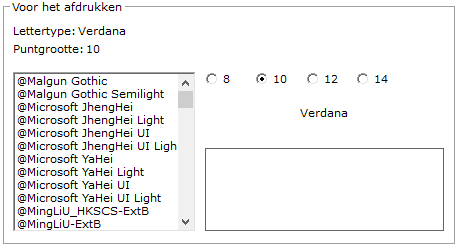 Voor het afdrukken
Lettertype: Verdana
Puntgrootte: 10
@Malgun Gothic
@Malgun Gothic Semilight
@Microsoft JhengHei
@Microsoft JhengHei Light
@Microsoft JhengHei UI
@Microsoft JhengHei UI Ligh
@Microsoft YaHei
@Microsoft YaHei Light
@Microsoft YaHei UI
@Microsoft YaHei UI Light
@MingLiU_HKSCS-ExtB
@MingLiU-ExtB
8 10 12 14
Verdana